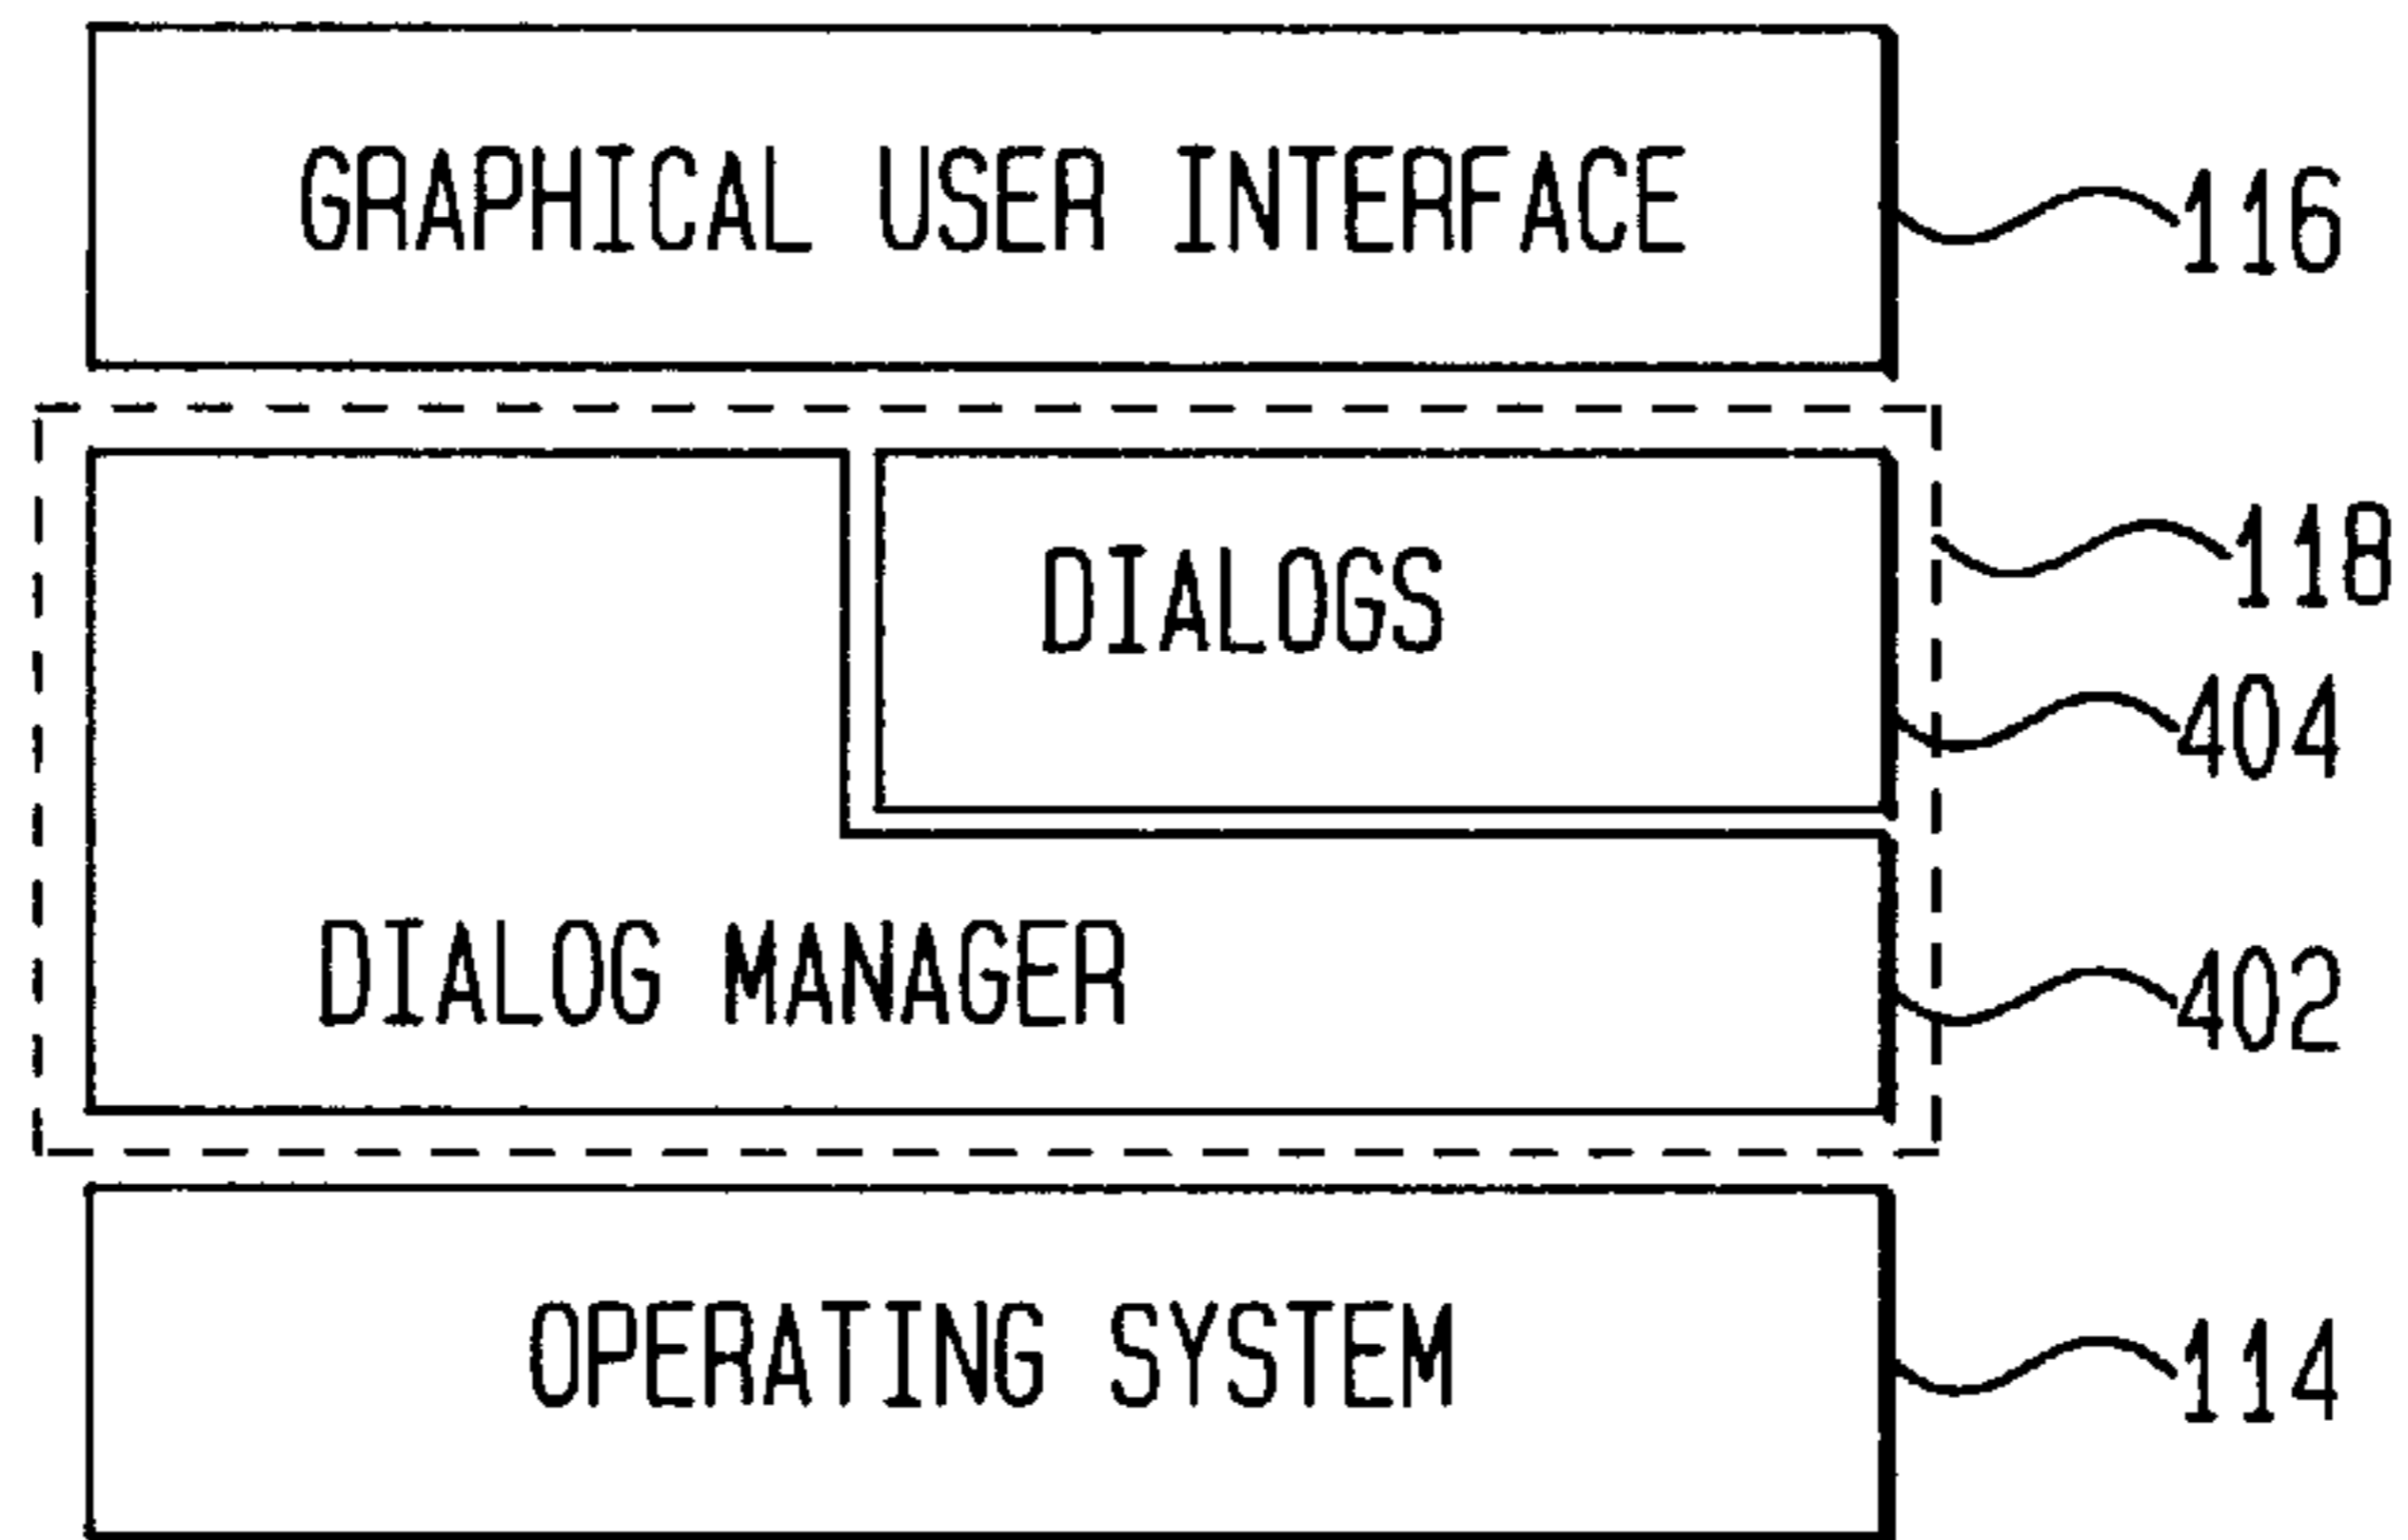 GRAPHICAL USER INTERFACE
116
DIALOGS
118
404
DIALOG MANAGER
402
OPERATING SYSTEM
114